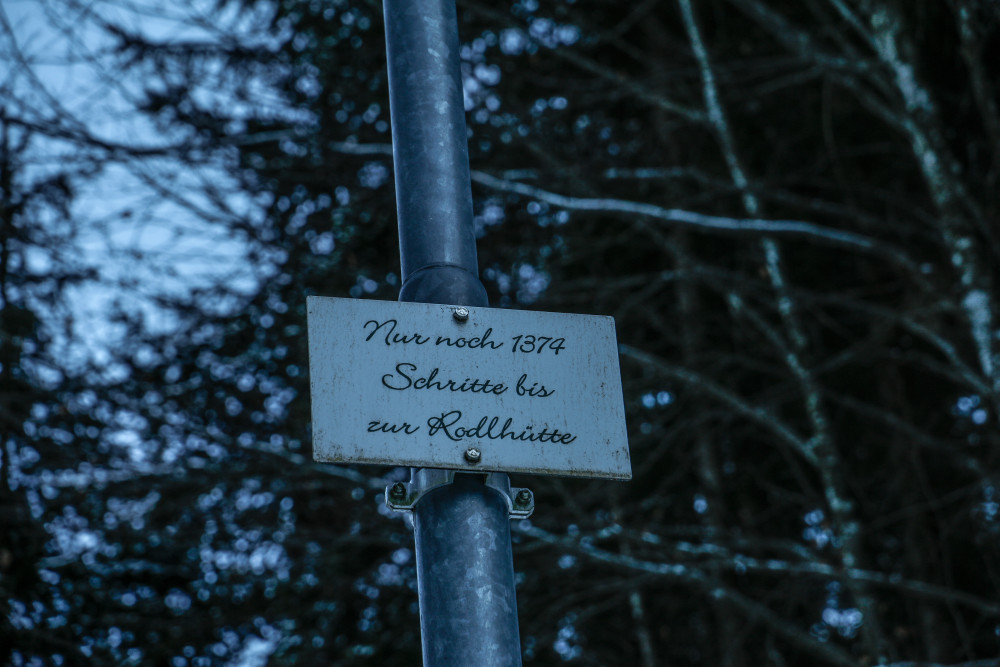 Nur noch 1374
Schritte bis
zur Rodlhütte